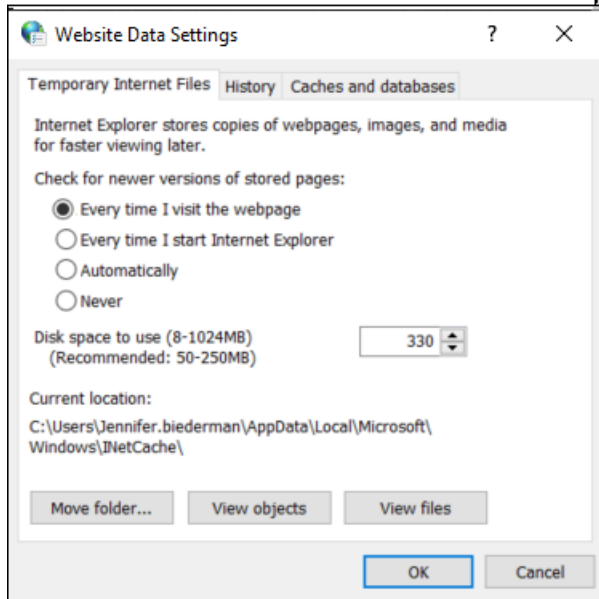 Website Data Settings
?
Temporary Internet Files History Caches and databases
Internet Explorer stores copies of webpages, images, and media
for faster viewing later.
Check for newer versions of stored pages:
Every time I visit the webpage
Every time I start Internet Explorer
Automatically
Never
Disk space to use (8-1024MB) 330
(Recommended: 50-250MB)
Current location:
C:\Users\Jennifer.biederman\AppData\Local\Microsoft\
Windows\INetCache\
Move folder... View objects View files
OK Cancel